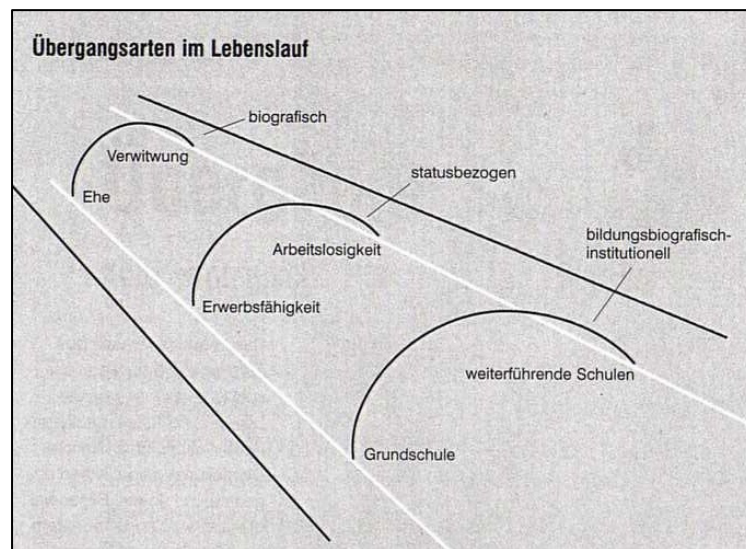 Übergangsarten im Lebenslauf
biografisch
Verwitwung
Ehe
statusbezogen
Arbeitslosigkeit
Erwerbsfähigkeit
bildungsbiografisch-
institutionell
weiterführende Schulen
Grundschule